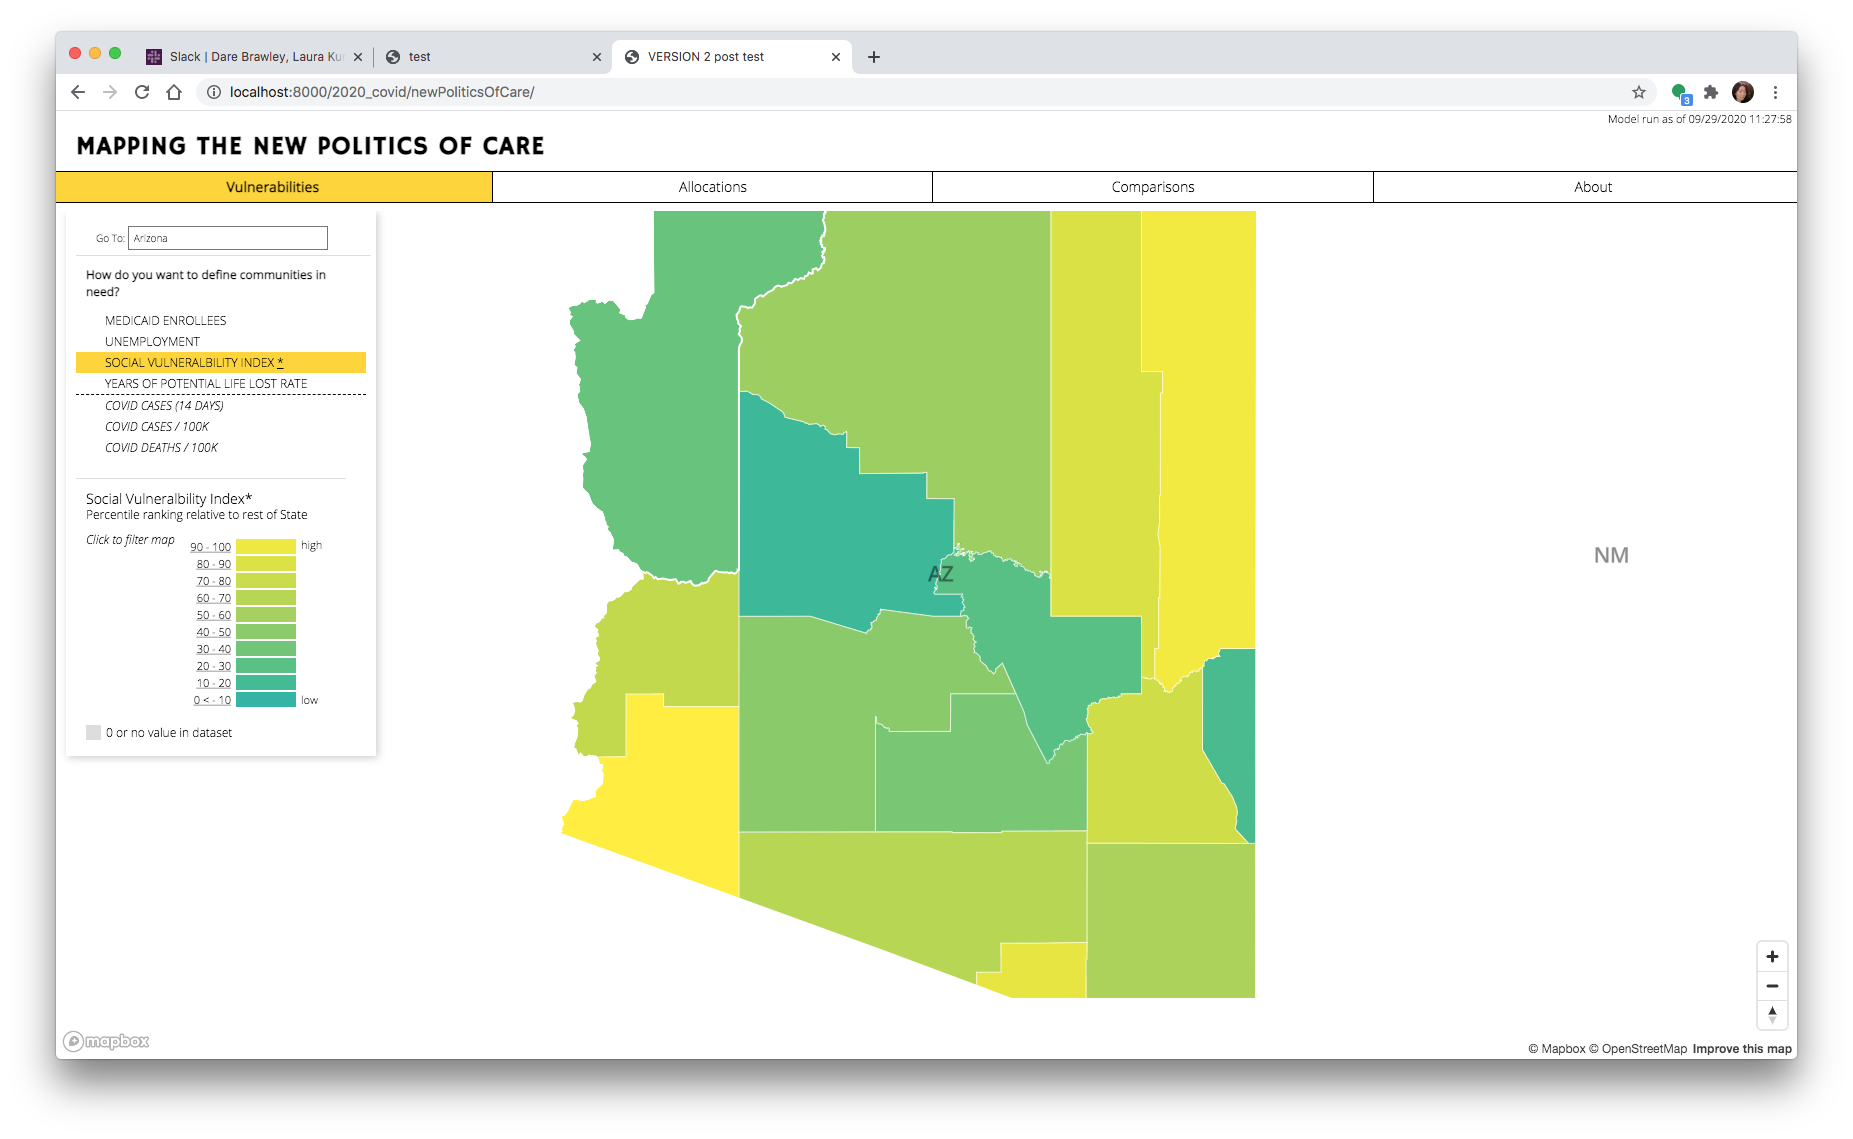 Slack | Dare Brawley, Laura Kur
test
VERSION 2 post test
localhost:8000/2020_covid/newPoliticsOfCare/
3
Model run as of 09/29/2020 11:27:58
MAPPING THE NEW POLITICS OF CARE
Vulnerabilities
Allocations
Comparisons
About
Go To: Arizona
How do you want to define communities in
need?
MEDICAID ENROLLEES
UNEMPLOYMENT
SOCIAL VULNERALBILITY INDEX *
YEARS OF POTENTIAL LIFE LOST RATE
COVID CASES (14 DAYS)
COVID CASES / 100K
COVID DEATHS / 100K
Social Vulneralbility Index*
Percentile ranking relative to rest of State
Click to filter map
90 - 100 high
80 - 90
70 - 80
60 - 70
50 - 60
40 - 50
30 - 40
20 - 30
10 - 20
0 < - 10 low
0 or no value in dataset
AZ
NM
mapbox
© Mapbox © OpenStreetMap Improve this map